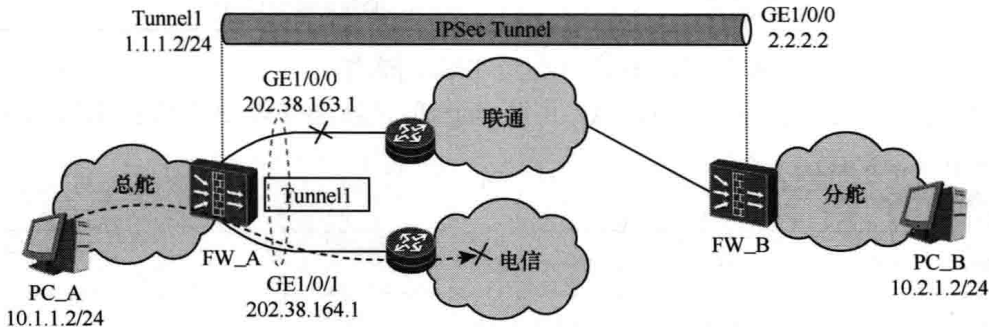 Tunnel1
1.1.1.2/24
IPSec Tunnel
GE1/0/0
2.2.2.2
GE1/0/0
202.38.163.1
联通
总舵
Tunnel1
分舵
FW_A
FW_B
电信
PC_A
10.1.1.2/24
GE1/0/1
202.38.164.1
PC_B
10.2.1.2/24